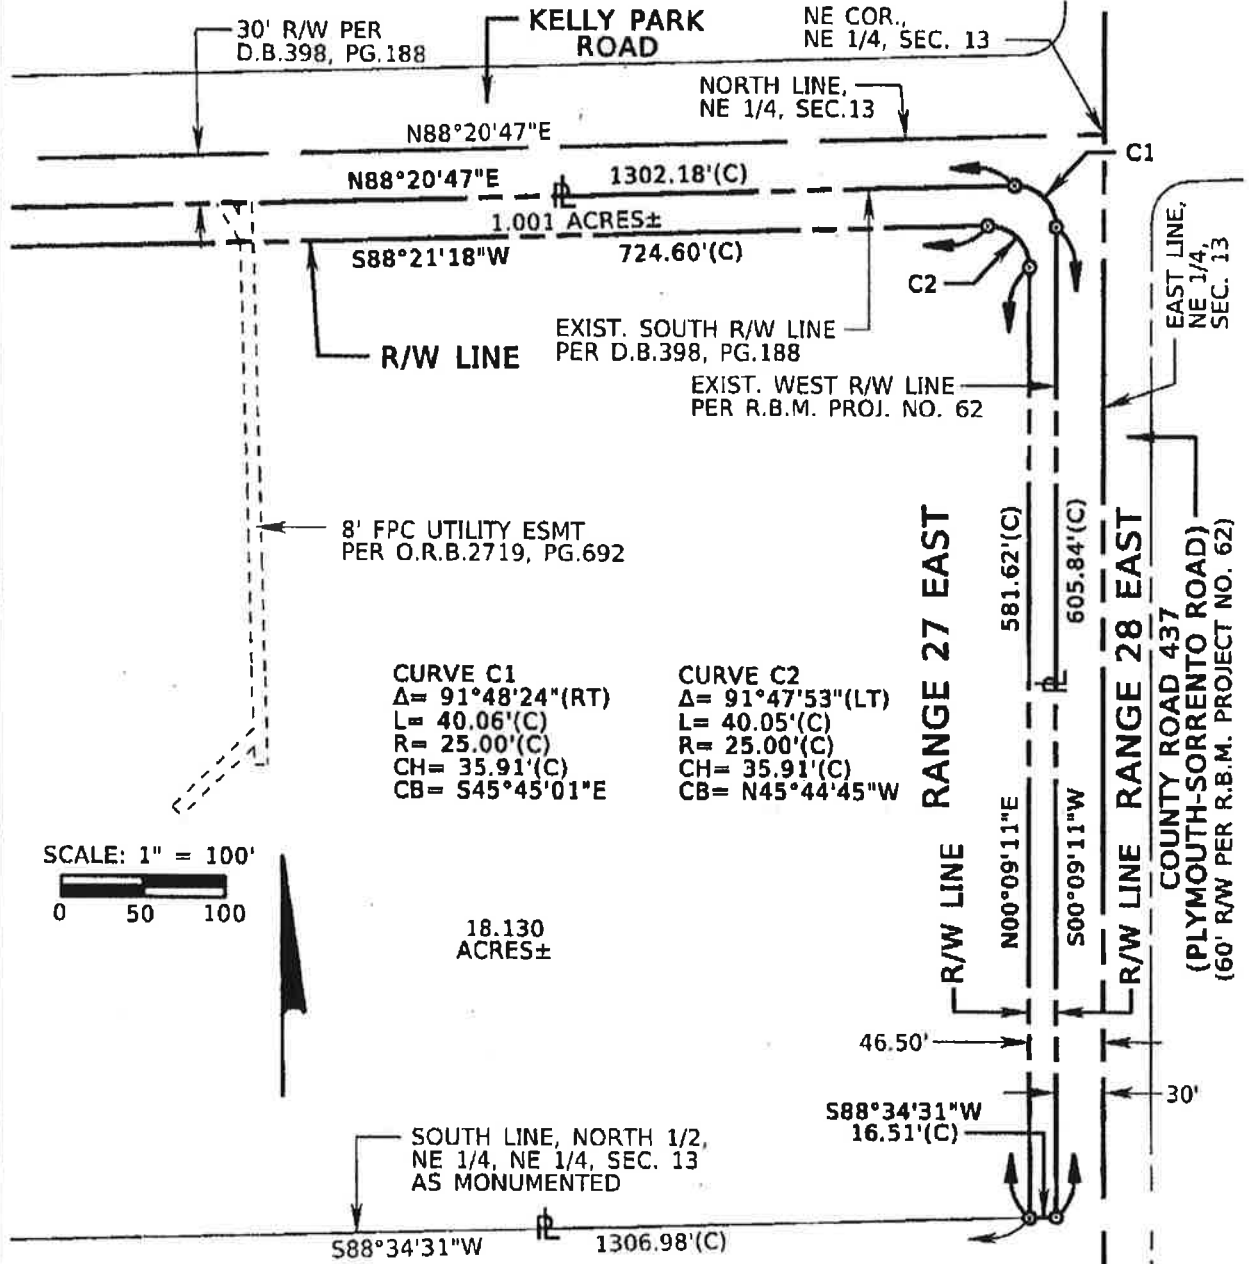 30' R/W PER
D.B.398, PG.188
KELLY PARK
ROAD
NE COR.,
NE 1/4, SEC. 13
NORTH LINE,
NE 1/4, SEC.13
N88°20'47"E
C1
N88°20'47"E
1302.18'(C)
1.001 ACRES±
S88°21'18"W
724.60'(C)
C2
EAST LINE,
NE 1/4,
SEC. 13
EXIST. SOUTH R/W LINE
PER D.B.398, PG.188
R/W LINE
EXIST. WEST R/W LINE
PER R.B.M. PROJ. NO. 62
8' FPC UTILITY ESMT
PER O.R.B.2719, PG.692
RANGE 27 EAST
581.62'(C)
605.84'(C)
RANGE 28 EAST
COUNTY ROAD 437
(PLYMOUTH-SORRENTO ROAD)
(60' R/W PER R.B.M. PROJECT NO. 62)
CURVE C1
Δ= 91°48'24"(RT)
L= 40.06'(C)
R= 25.00'(C)
CH= 35.91'(C)
CB= S45°45'01"E
CURVE C2
Δ= 91°47'53"(LT)
L= 40.05'(C)
R= 25.00'(C)
CH= 35.91'(C)
CB= N45°44'45"W
PL
PL
SCALE: 1" = 100'
0 50 100
18.130
ACRES±
R/W LINE
N00°09'11"E
S00°09'11"W
R/W LINE
46.50'
30'
S88°34'31"W
16.51'(C)
SOUTH LINE, NORTH 1/2,
NE 1/4, NE 1/4, SEC. 13
AS MONUMENTED
PL
S88°34'31"W
1306.98'(C)